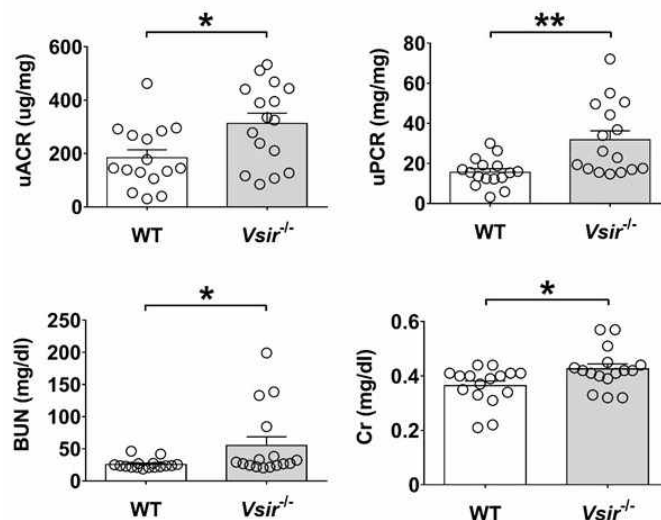 *
uACR (ug/mg)
600
400
200
0
WT
Vsir-/-
**
uPCR (mg/mg)
80
60
40
20
0
WT
Vsir-/-
*
BUN (mg/dl)
250
200
150
100
50
0
WT
Vsir-/-
*
Cr (mg/dl)
0.6
0.4
0.2
0.0
WT
Vsir-/-